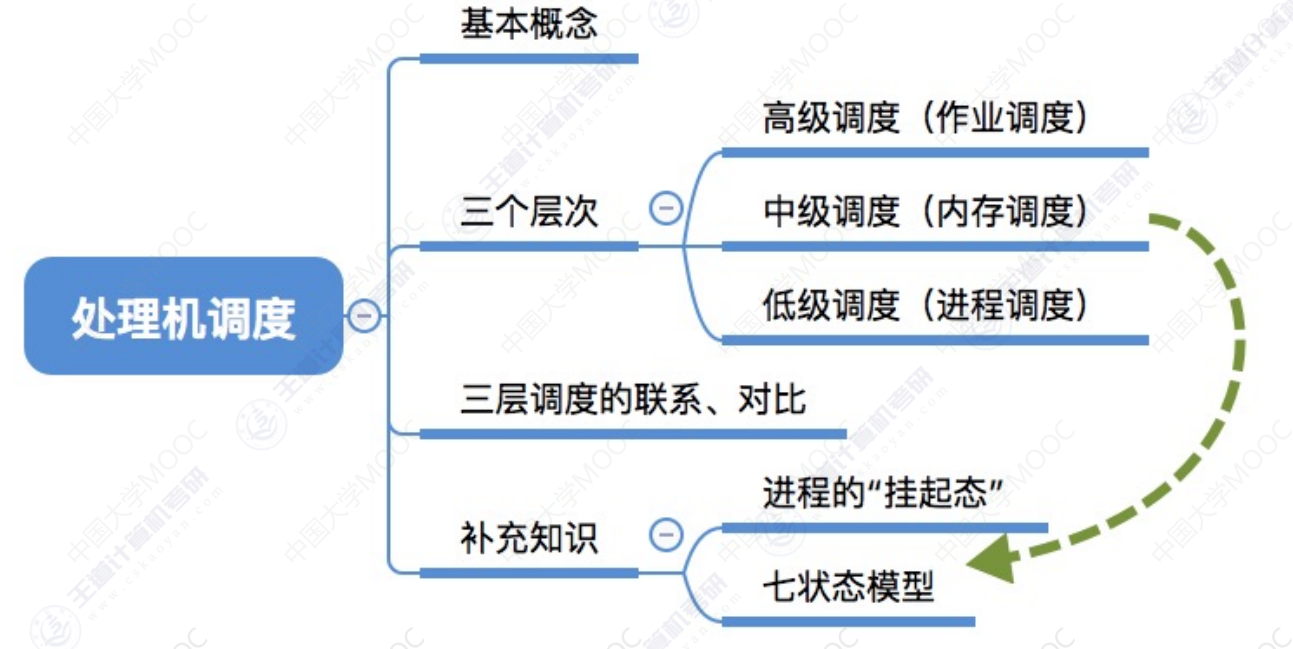 基本概念
高级调度（作业调度）
三个层次
中级调度（内存调度）
低级调度（进程调度）
处理机调度
三层调度的联系、对比
进程的“挂起态”
补充知识
七状态模型
中国大学MOOC
王道计算机考研
www.cskaoyan.com